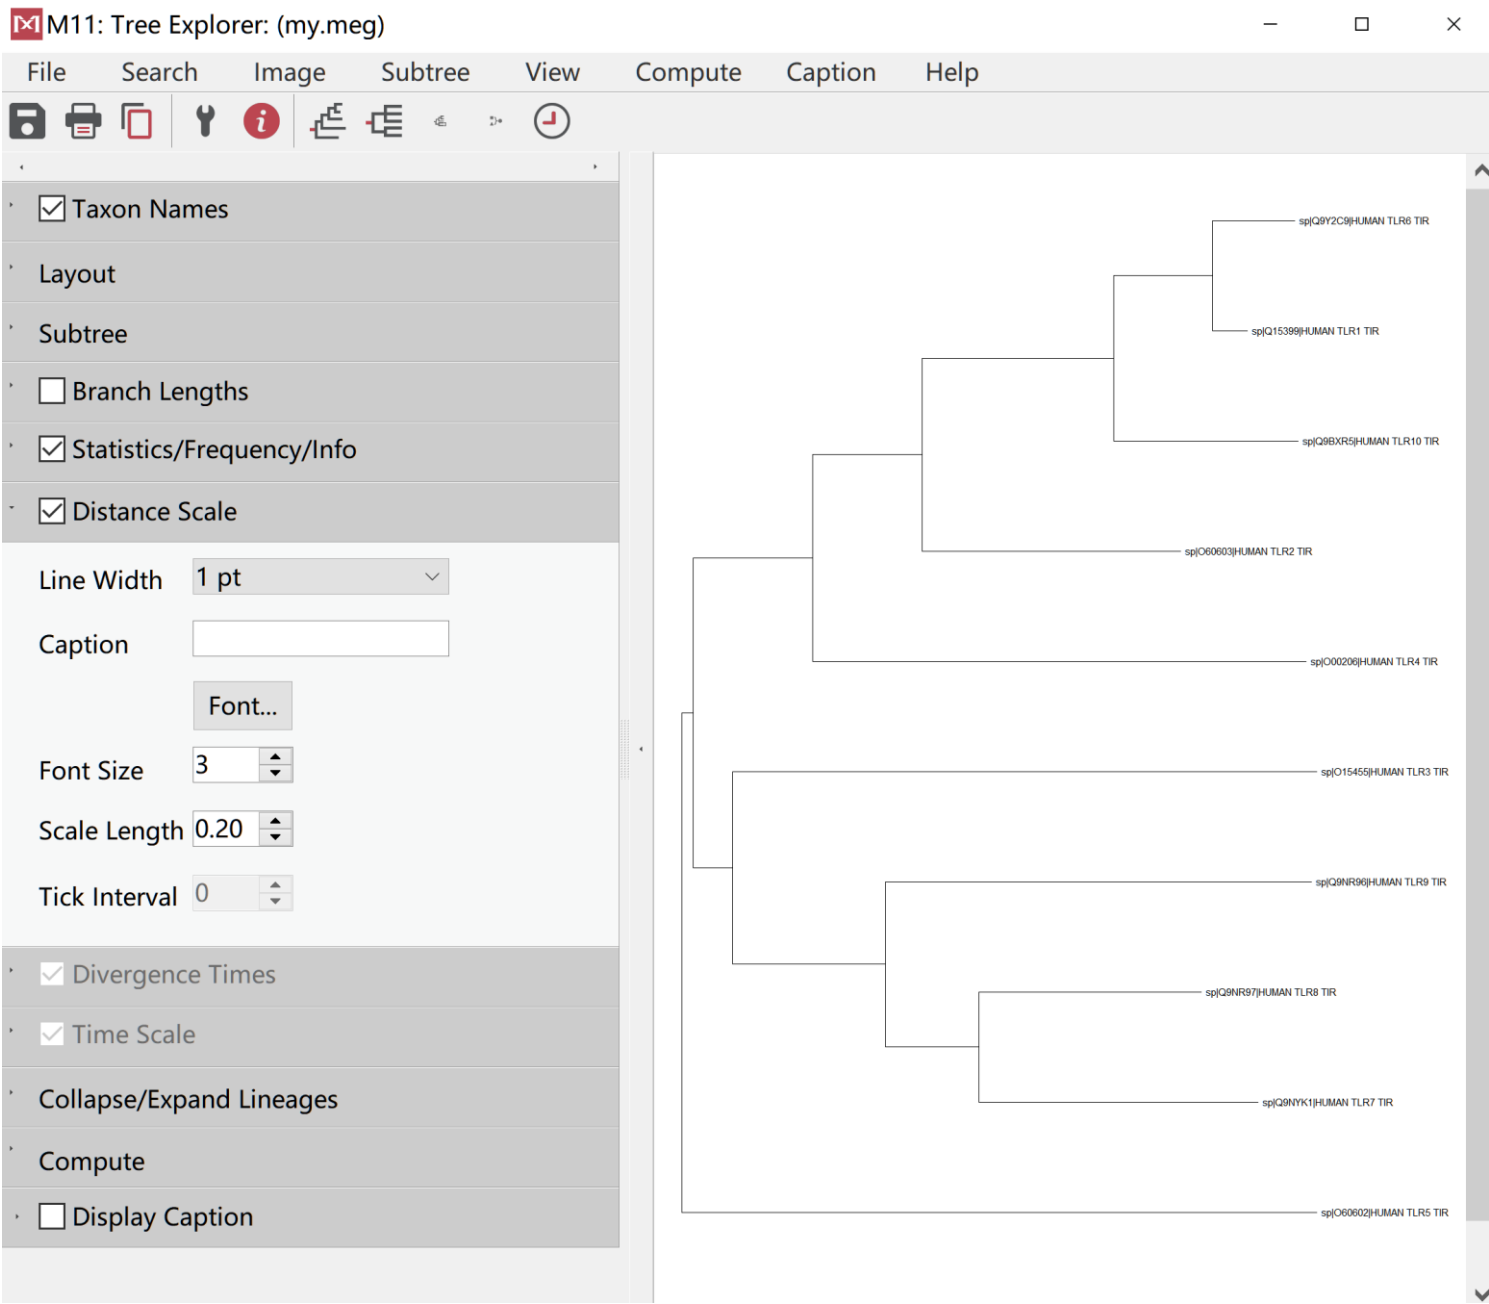 M11: Tree Explorer: (my.meg)
File Search Image Subtree View Compute Caption Help
Taxon Names
Layout
Subtree
Branch Lengths
Statistics/Frequency/Info
Distance Scale
Line Width 1 pt
Caption
Font...
Font Size 3
Scale Length 0.20
Tick Interval 0
Divergence Times
Time Scale
Collapse/Expand Lineages
Compute
Display Caption
sp|Q9Y2C9|HUMAN TLR6 TIR
sp|Q15399|HUMAN TLR1 TIR
sp|Q9BXR5|HUMAN TLR10 TIR
sp|O60603|HUMAN TLR2 TIR
sp|O00206|HUMAN TLR4 TIR
sp|O15455|HUMAN TLR3 TIR
sp|Q9NR96|HUMAN TLR9 TIR
sp|Q9NR97|HUMAN TLR8 TIR
sp|Q9NYK1|HUMAN TLR7 TIR
sp|O60602|HUMAN TLR5 TIR